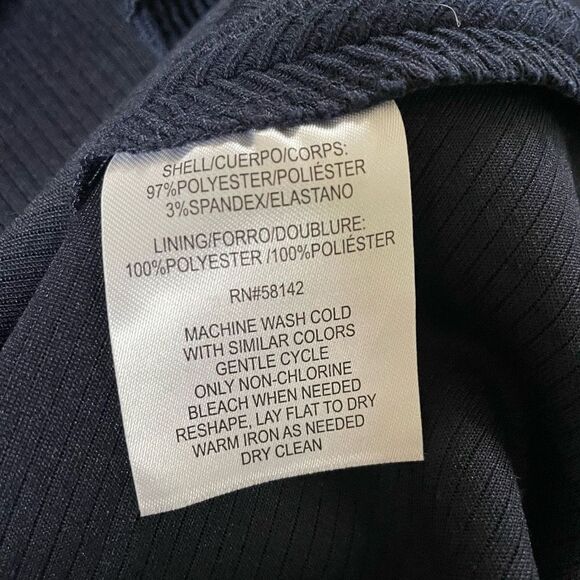 SHELL/CUERPO/CORPS:
97%POLYESTER/POLIÉSTER
3%SPANDEX/ELASTANO
LINING/FORRO/DOUBLURE:
100%POLYESTER /100%POLIÉSTER
RN#58142
MACHINE WASH COLD
WITH SIMILAR COLORS
GENTLE CYCLE
ONLY NON-CHLORINE
BLEACH WHEN NEEDED
RESHAPE, LAY FLAT TO DRY
WARM IRON AS NEEDED
DRY CLEAN